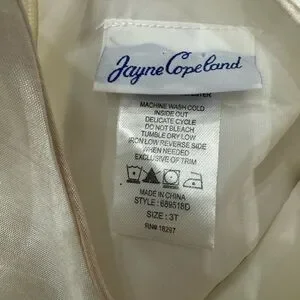 Jayne Copeland
MACHINE WASH COLD
INSIDE OUT
DELICATE CYCLE
DO NOT BLEACH
TUMBLE DRY LOW
IRON LOW REVERSE SIDE
WHEN NEEDED
EXCLUSIVE OF TRIM
MADE IN CHINA
STYLE : 689518D
SIZE : 3T
RN# 18297